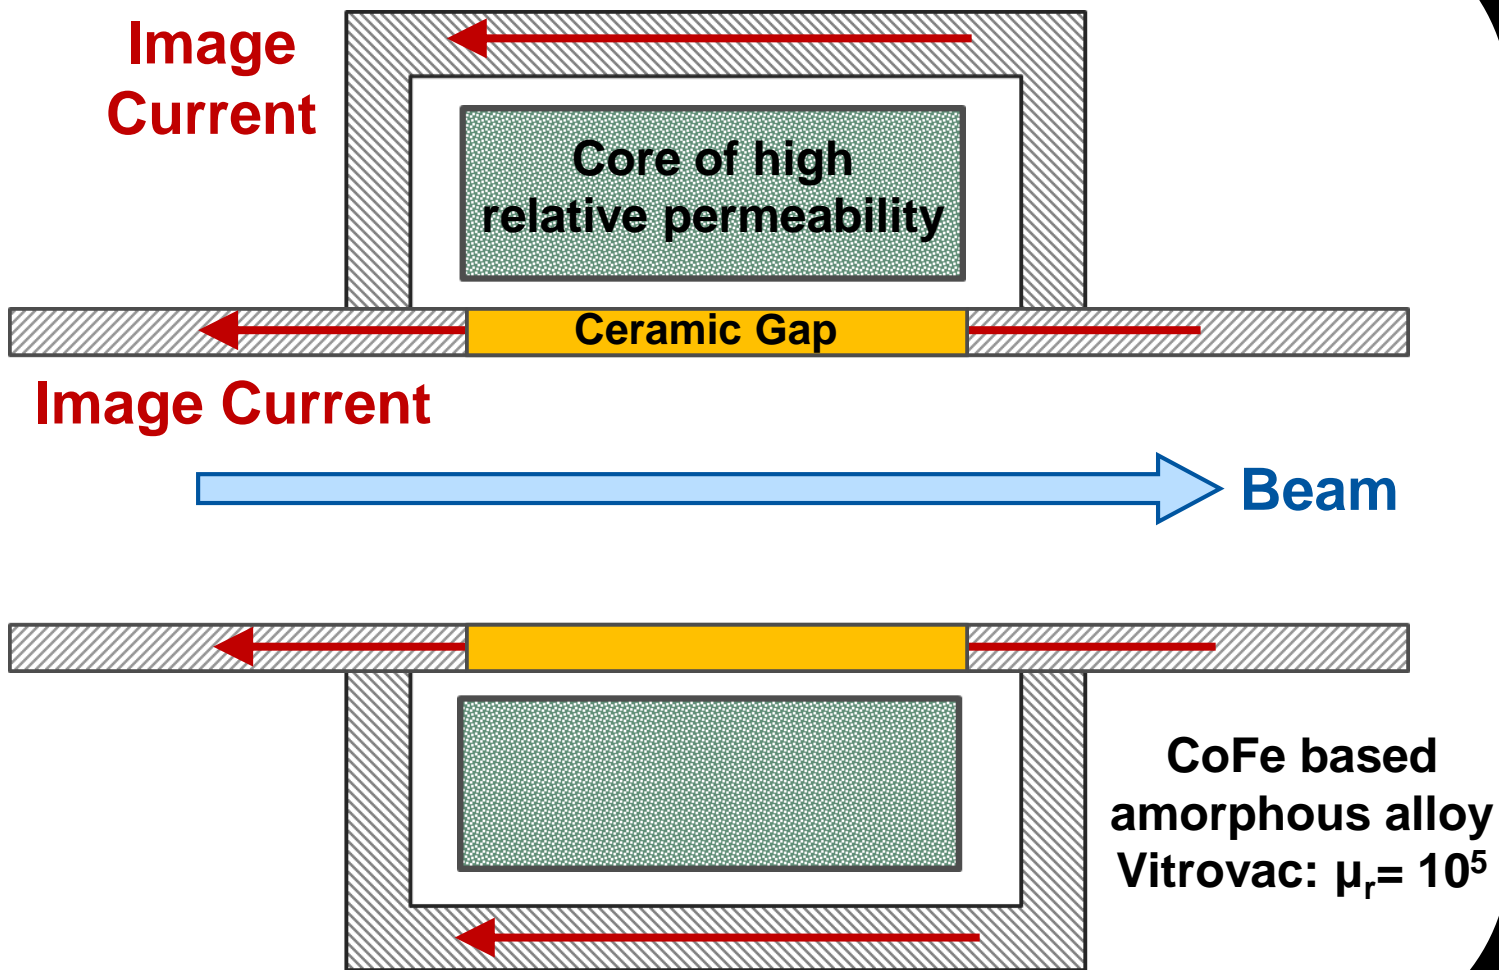 Image
Current
Core of high
relative permeability
Ceramic Gap
Image Current
Beam
CoFe based
amorphous alloy
Vitrovac: μᵣ= 10⁵